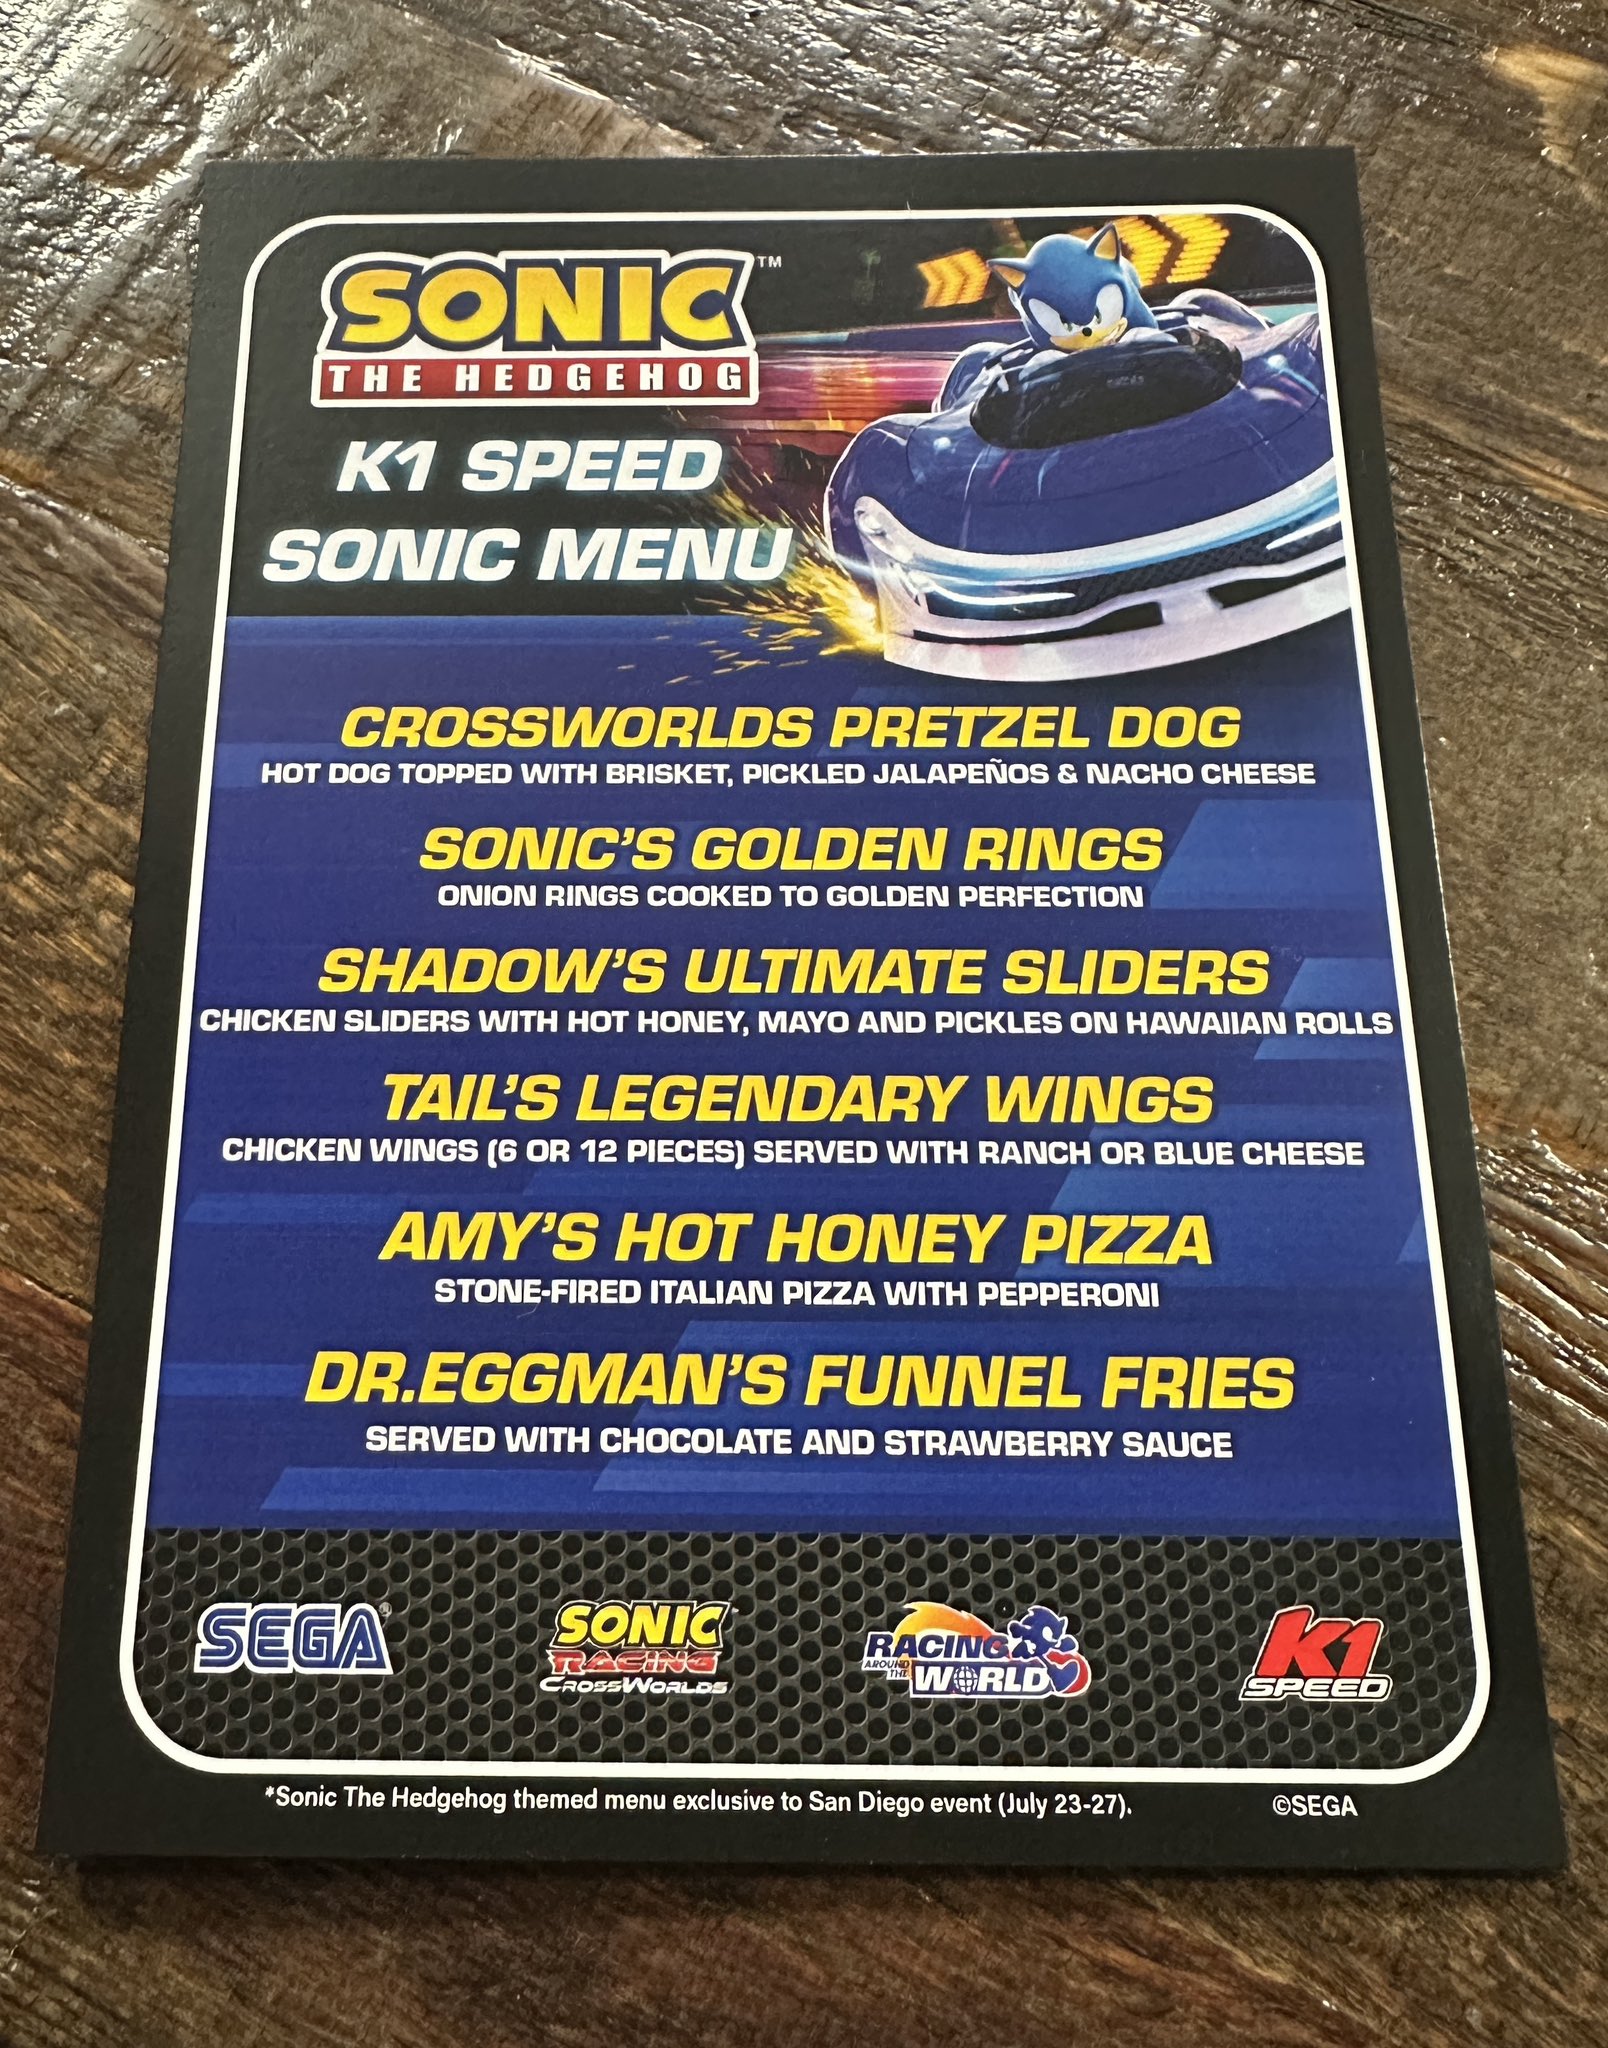 SONIC™
THE HEDGEHOG
K1 SPEED
SONIC MENU
CROSSWORLDS PRETZEL DOG
HOT DOG TOPPED WITH BRISKET, PICKLED JALAPEÑOS & NACHO CHEESE
SONIC'S GOLDEN RINGS
ONION RINGS COOKED TO GOLDEN PERFECTION
SHADOW'S ULTIMATE SLIDERS
CHICKEN SLIDERS WITH HOT HONEY, MAYO AND PICKLES ON HAWAIIAN ROLLS
TAIL'S LEGENDARY WINGS
CHICKEN WINGS (6 OR 12 PIECES) SERVED WITH RANCH OR BLUE CHEESE
AMY'S HOT HONEY PIZZA
STONE-FIRED ITALIAN PIZZA WITH PEPPERONI
DR.EGGMAN'S FUNNEL FRIES
SERVED WITH CHOCOLATE AND STRAWBERRY SAUCE
SEGA®
SONIC™
RACING
CROSSWORLDS
RACING
AROUND THE
WORLD
K1
SPEED
*Sonic The Hedgehog themed menu exclusive to San Diego event (July 23-27).
©SEGA